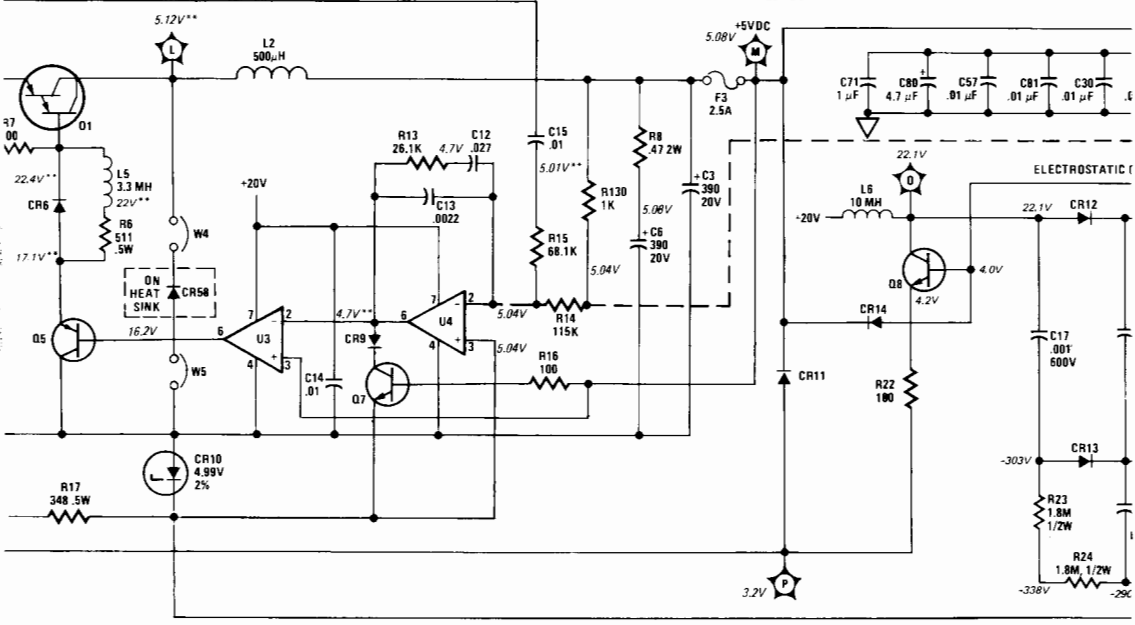 5.12V**
L
L2
500µH
+5VDC
5.08V
M
F3
2.5A
C71
1 µF
C80
+
4.7 µF
C57
.01 µF
C81
.01 µF
C30
.01 µF
Q1
R7
00
22.4V**
CR6
17.1V**
L5
3.3 MH
22V**
R6
511
.5W
W4
+20V
ON
HEAT
SINK
CR58
16.2V
Q5
W5
R13
26.1K
4.7V
C12
.027
C13
.0022
C15
.01
5.01V**
R15
68.1K
R130
1K
5.04V
R8
.47 2W
5.08V
+
C6
390
20V
+
C3
390
20V
7
-
2
6
U3
+
4
3
4.7V**
CR9
Q7
C14
.01
7
-
2
6
U4
+
4
3
5.04V
5.04V
R14
115K
R16
100
CR10
4.99V
2%
R17
348 .5W
22.1V
O
ELECTROSTATIC
L6
10 MH
+20V
22.1V
CR12
Q8
4.0V
4.2V
CR14
CR11
R22
180
C17
.001
600V
-303V
CR13
R23
1.8M
1/2W
R24
1.8M, 1/2W
-338V
-290
3.2V
P